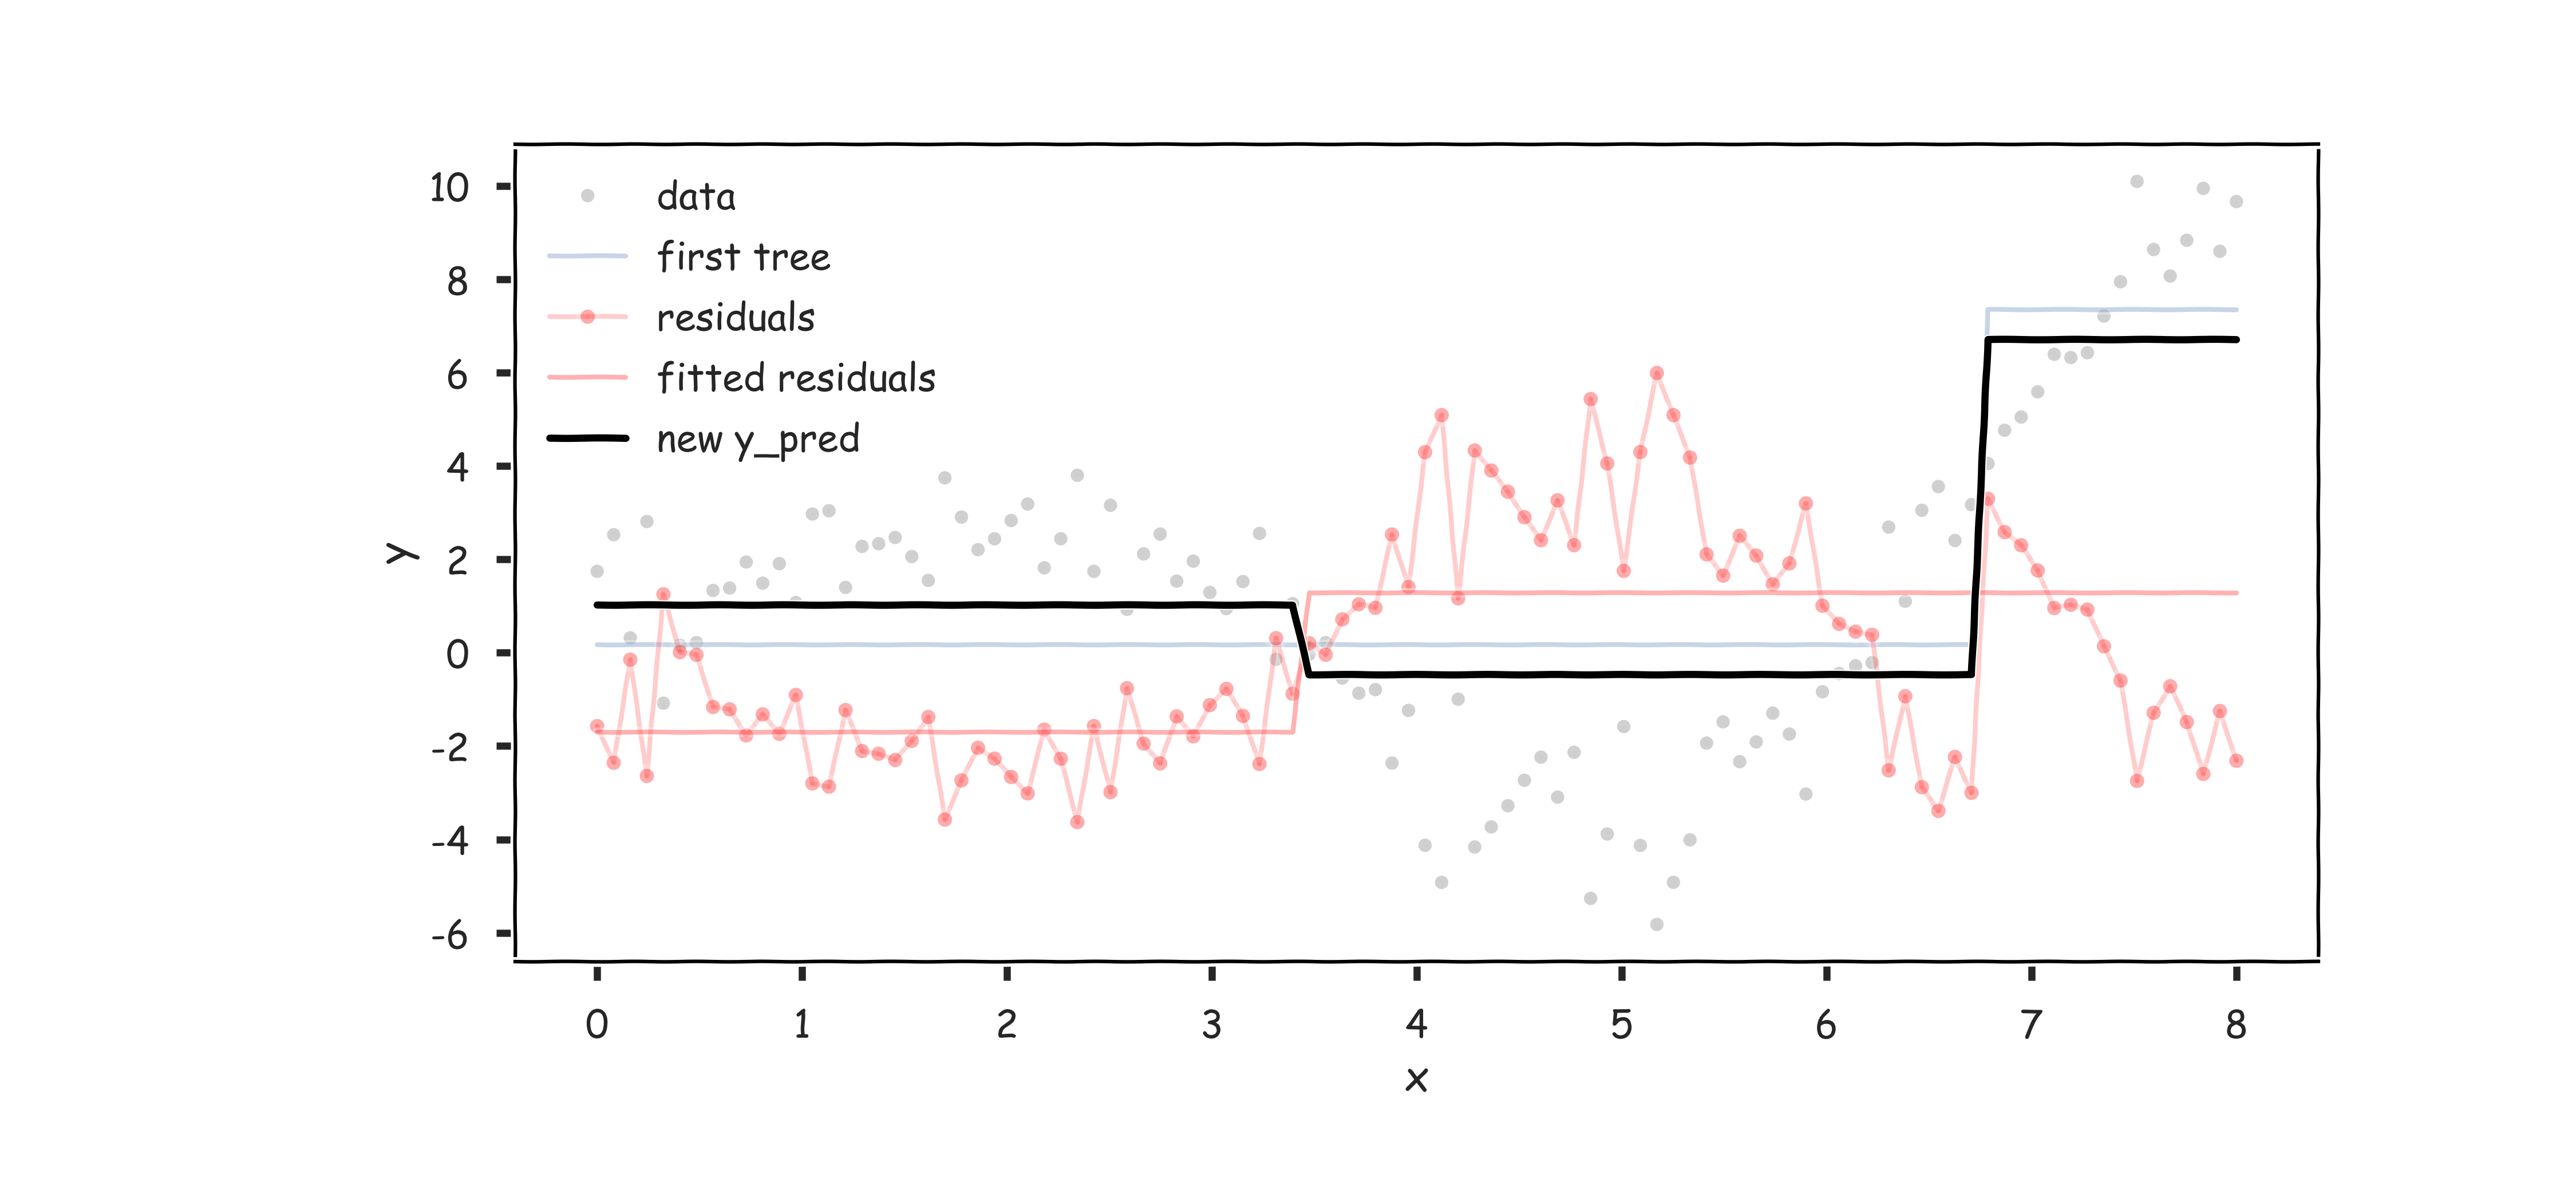 10
8
6
4
2
0
-2
-4
-6
y
data
first tree
residuals
fitted residuals
new y_pred
0 1 2 3 4 5 6 7 8
x